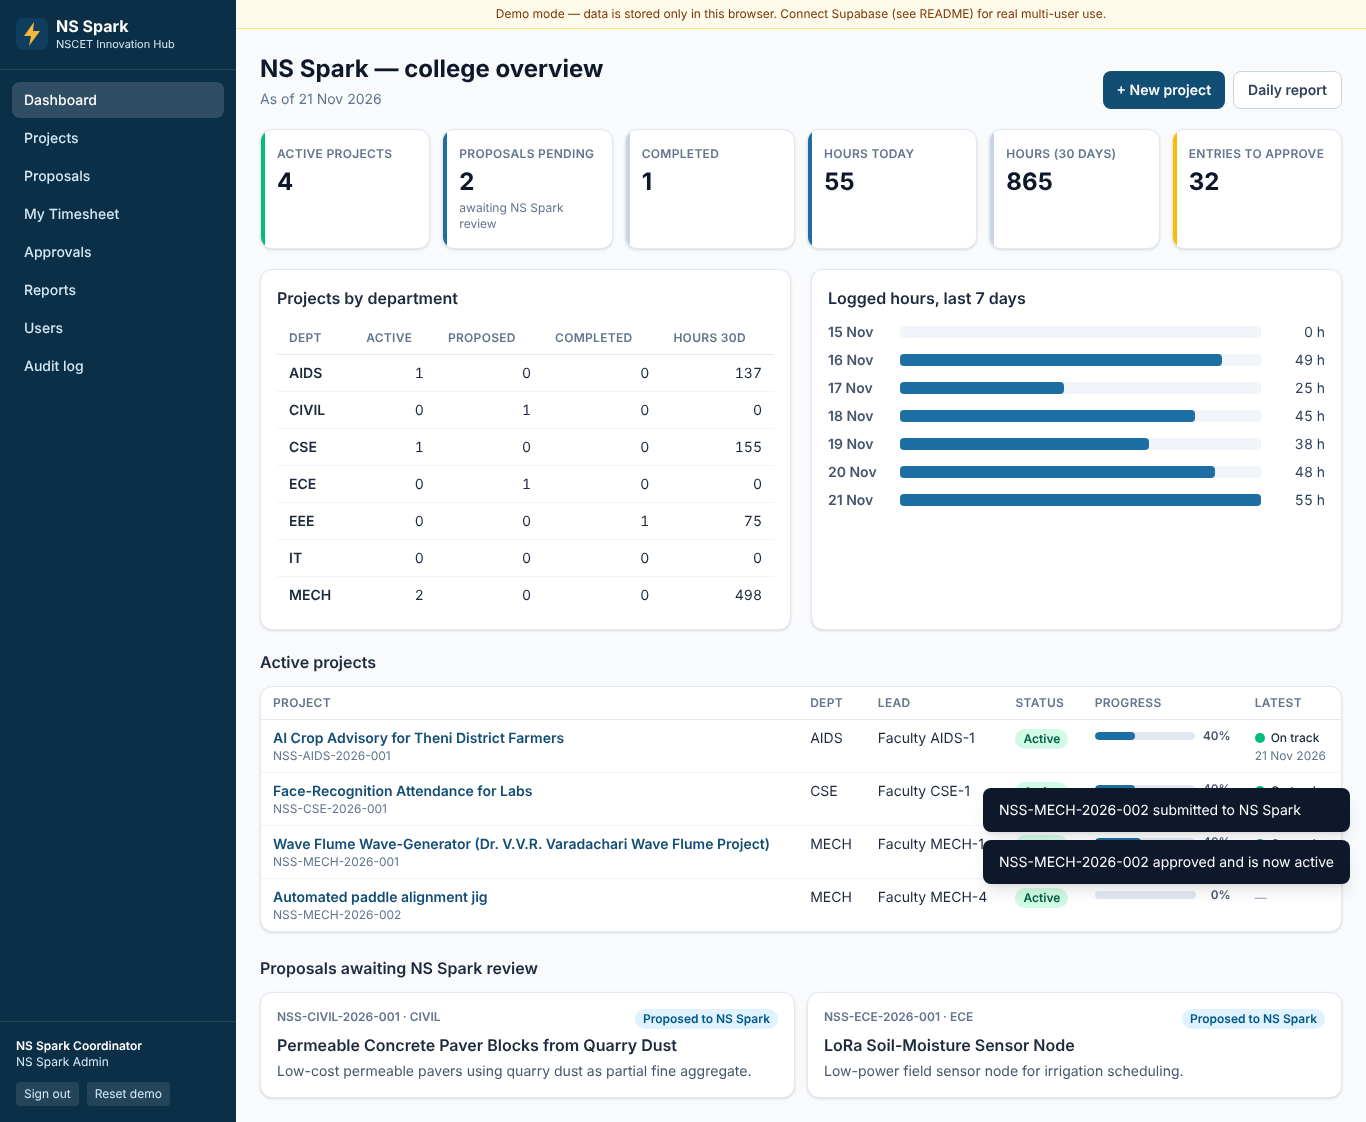 NS Spark
NSCET Innovation Hub
Dashboard
Projects
Proposals
My Timesheet
Approvals
Reports
Users
Audit log
NS Spark Coordinator
NS Spark Admin
Sign out Reset demo
Demo mode — data is stored only in this browser. Connect Supabase (see README) for real multi-user use.
NS Spark — college overview
As of 21 Nov 2026
+ New project Daily report
ACTIVE PROJECTS
4
PROPOSALS PENDING
2
awaiting NS Spark
review
COMPLETED
1
HOURS TODAY
55
HOURS (30 DAYS)
865
ENTRIES TO APPROVE
32
Projects by department
DEPT ACTIVE PROPOSED COMPLETED HOURS 30D
AIDS 1 0 0 137
CIVIL 0 1 0 0
CSE 1 0 0 155
ECE 0 1 0 0
EEE 0 0 1 75
IT 0 0 0 0
MECH 2 0 0 498
Logged hours, last 7 days
15 Nov 0 h
16 Nov 49 h
17 Nov 25 h
18 Nov 45 h
19 Nov 38 h
20 Nov 48 h
21 Nov 55 h
Active projects
PROJECT DEPT LEAD STATUS PROGRESS LATEST
AI Crop Advisory for Theni District Farmers AIDS Faculty AIDS-1 Active 40% On track
NSS-AIDS-2026-001 21 Nov 2026
Face-Recognition Attendance for Labs CSE Faculty CSE-1
NSS-CSE-2026-001
NSS-MECH-2026-002 submitted to NS Spark
Wave Flume Wave-Generator (Dr. V.V.R. Varadachari Wave Flume Project) MECH Faculty MECH-1
NSS-MECH-2026-001
NSS-MECH-2026-002 approved and is now active
Automated paddle alignment jig MECH Faculty MECH-4 Active 0% —
NSS-MECH-2026-002
Proposals awaiting NS Spark review
NSS-CIVIL-2026-001 · CIVIL Proposed to NS Spark
Permeable Concrete Paver Blocks from Quarry Dust
Low-cost permeable pavers using quarry dust as partial fine aggregate.
NSS-ECE-2026-001 · ECE Proposed to NS Spark
LoRa Soil-Moisture Sensor Node
Low-power field sensor node for irrigation scheduling.